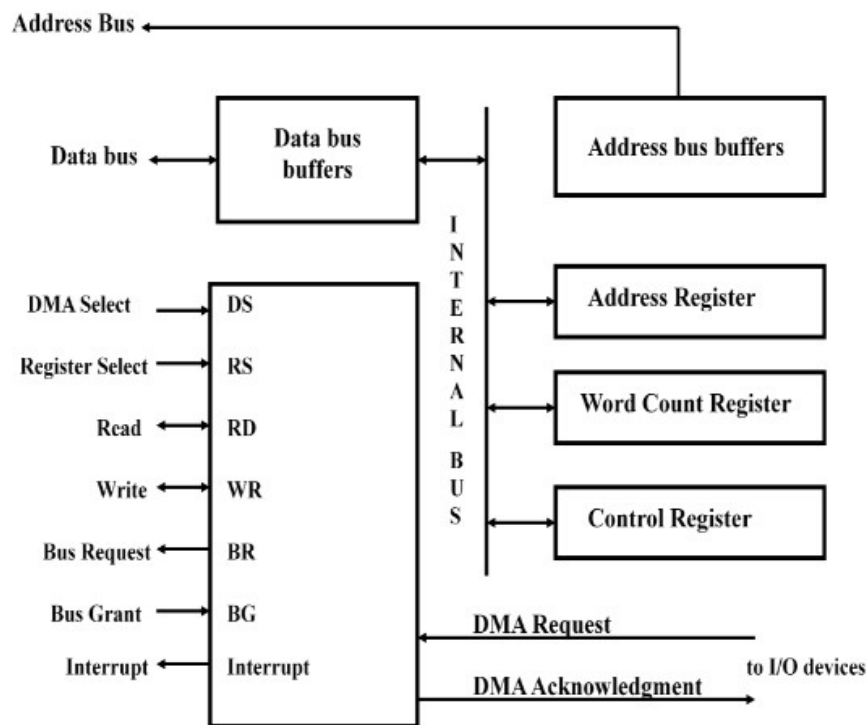 Address Bus
Data bus
Data bus
buffers
Address bus buffers
INTERNAL BUS
Address Register
Word Count Register
Control Register
DMA Select
DS
Register Select
RS
Read
RD
Write
WR
Bus Request
BR
Bus Grant
BG
Interrupt
Interrupt
DMA Request
to I/O devices
DMA Acknowledgment